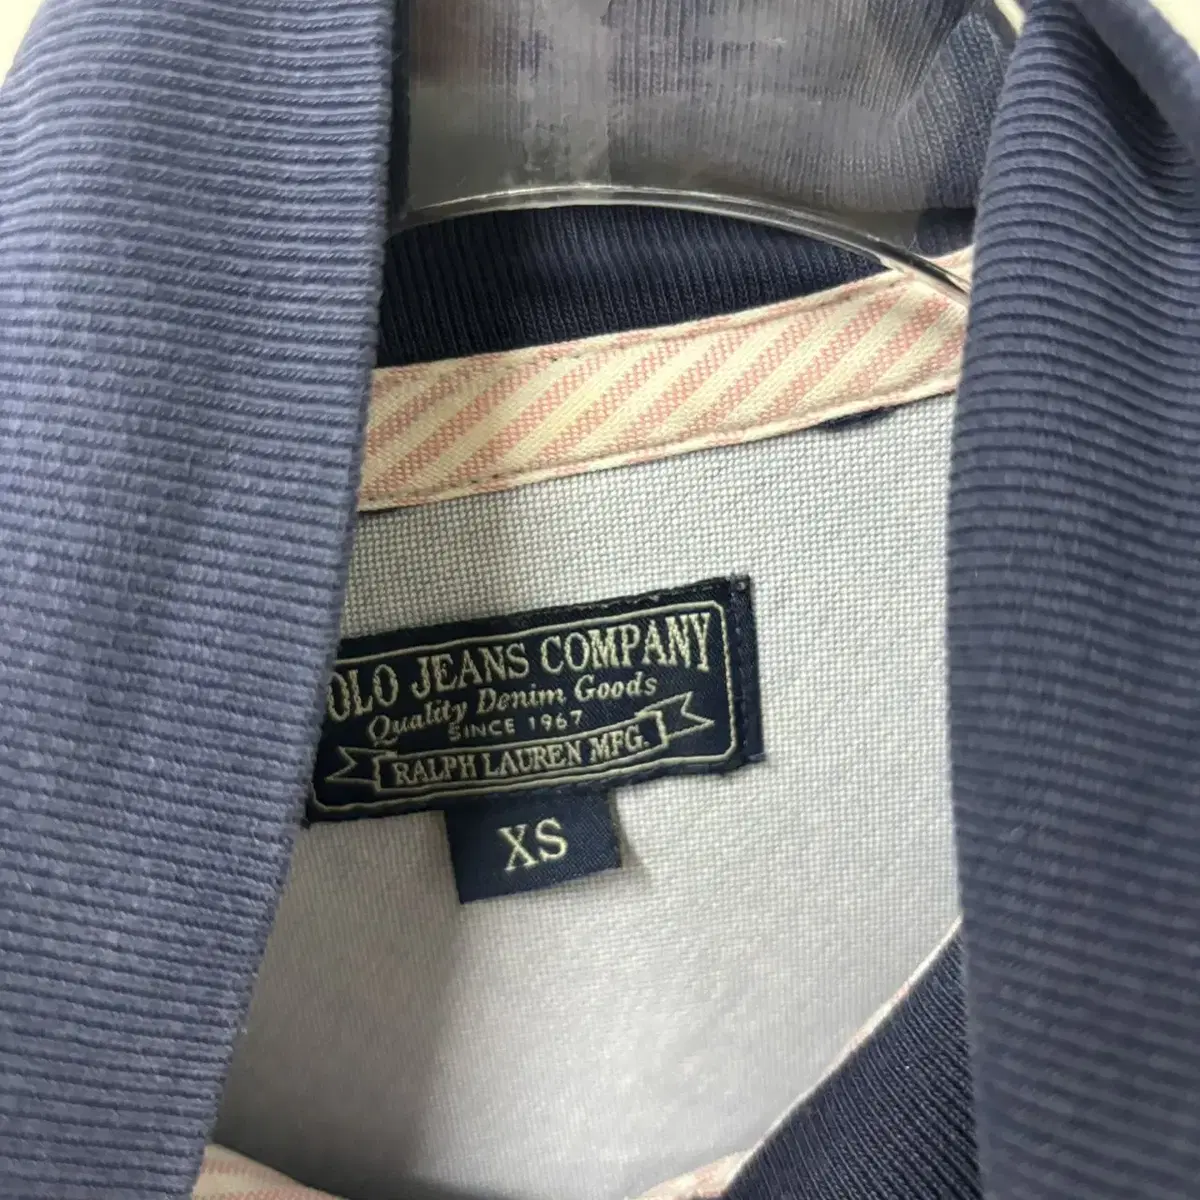 OLO JEANS COMPANY
Quality Denim Goods
SINCE 1967
RALPH LAUREN MFG.
XS